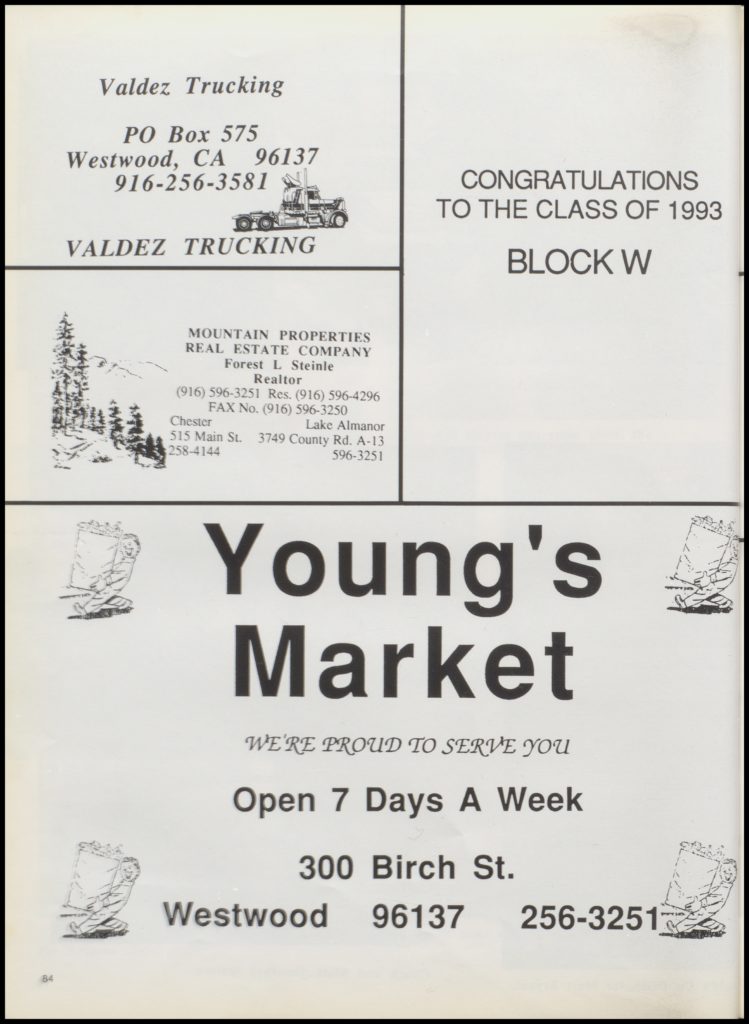 Valdez Trucking
PO Box 575
Westwood, CA 96137
916-256-3581
VALDEZ TRUCKING
CONGRATULATIONS
TO THE CLASS OF 1993
BLOCK W
MOUNTAIN PROPERTIES
REAL ESTATE COMPANY
Forest L Steinle
Realtor
(916) 596-3251 Res. (916) 596-4296
FAX No. (916) 596-3250
Chester Lake Almanor
515 Main St. 3749 County Rd. A-13
258-4144 596-3251
Young's
Market
WE'RE PROUD TO SERVE YOU
Open 7 Days A Week
300 Birch St.
Westwood 96137 256-3251
84